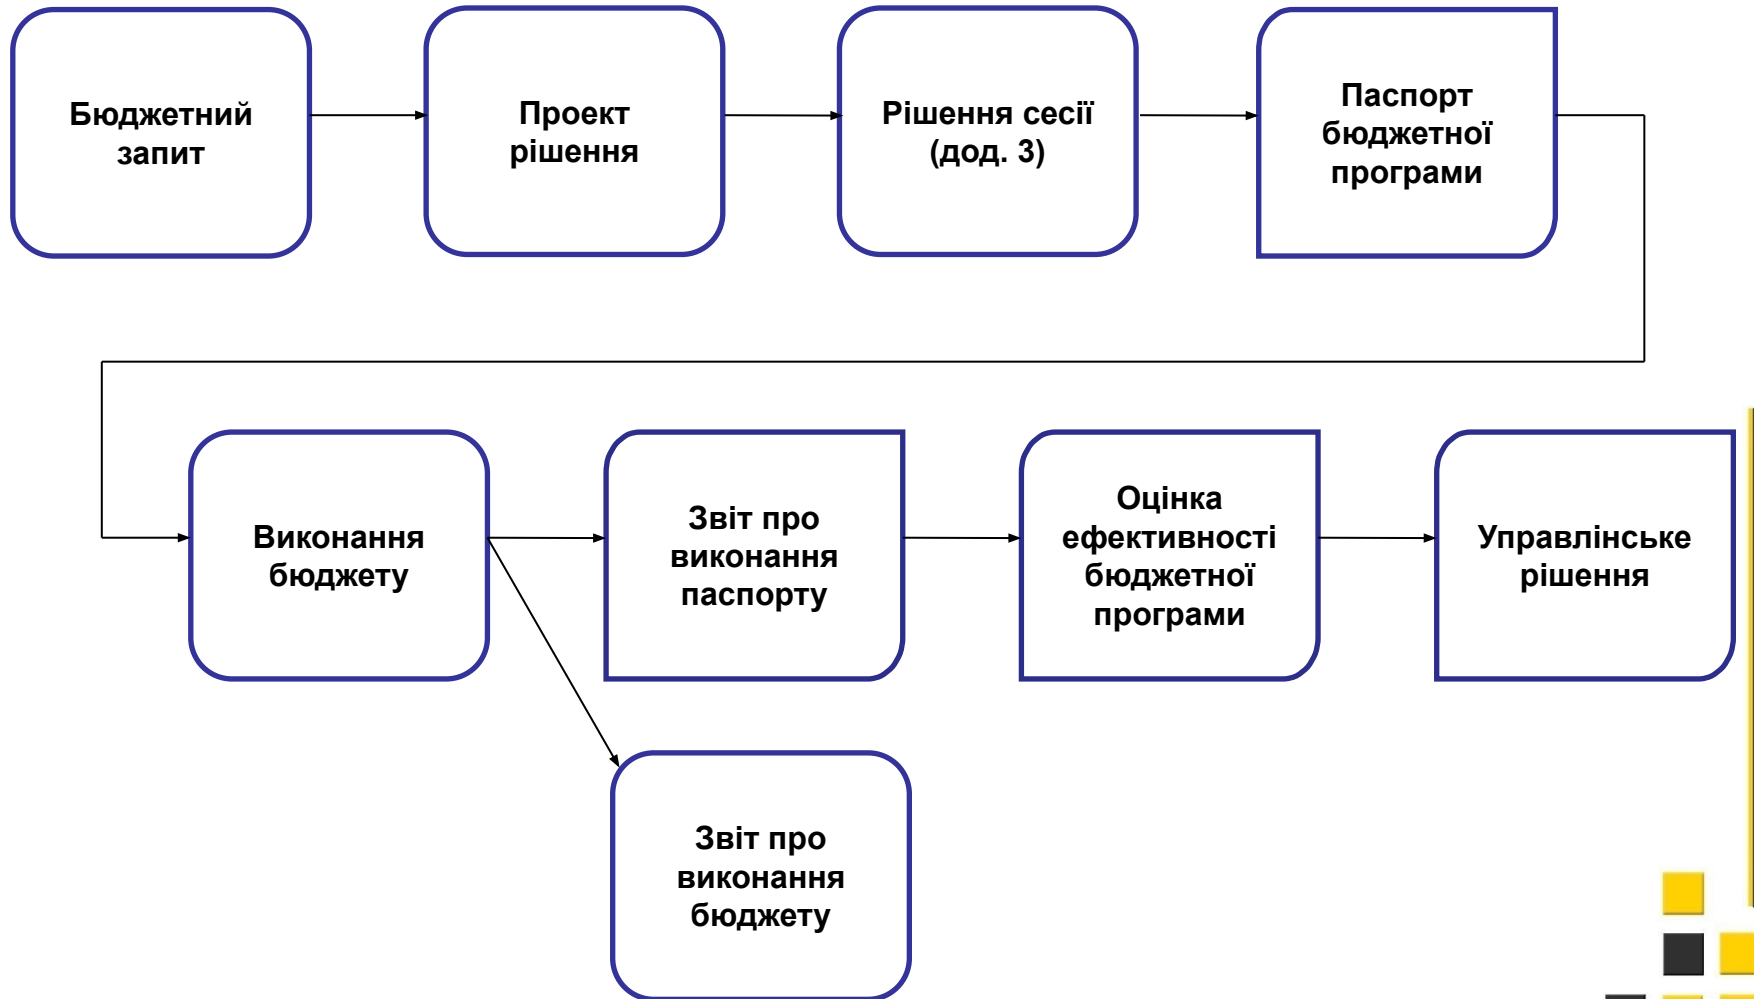 Бюджетний
запит
Проект
рішення
Рішення сесії
(дод. 3)
Паспорт
бюджетної
програми
Виконання
бюджету
Звіт про
виконання
паспорту
Оцінка
ефективності
бюджетної
програми
Управлінське
рішення
Звіт про
виконання
бюджету